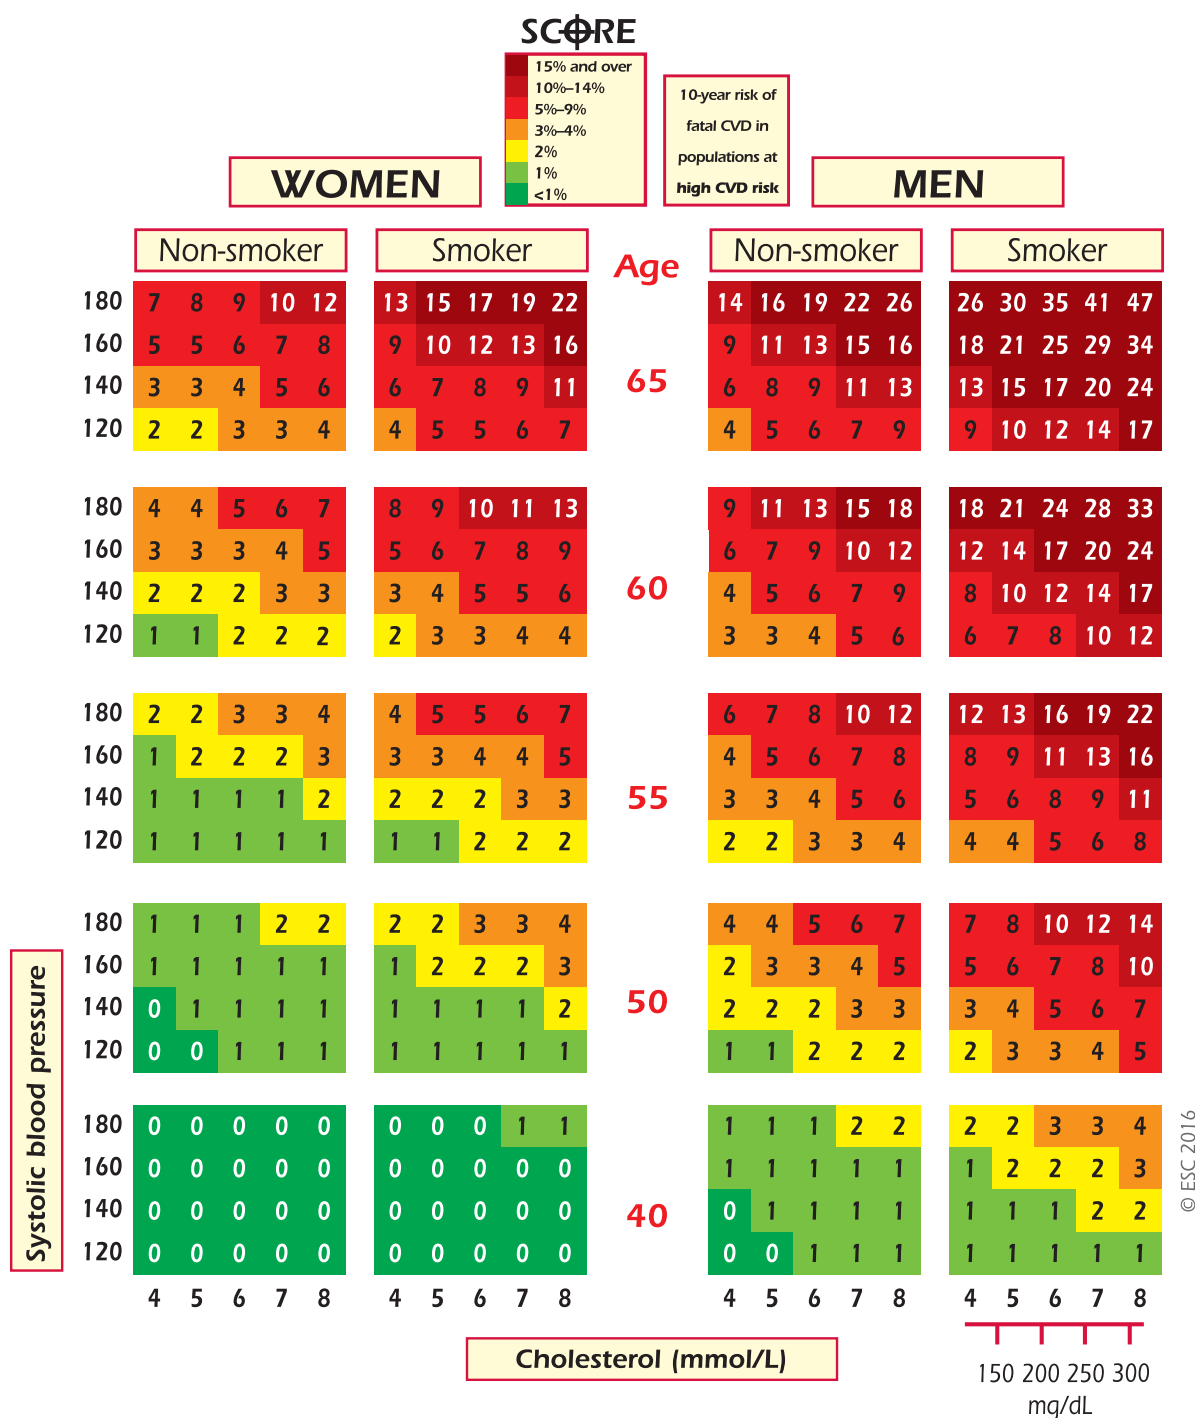 SCORE
15% and over
10%–14%
5%–9%
3%–4%
2%
1%
<1%
10-year risk of
fatal CVD in
populations at
high CVD risk
WOMEN
MEN
Non-smoker Smoker Age Non-smoker Smoker
180 7 8 9 10 12 13 15 17 19 22 14 16 19 22 26 26 30 35 41 47
160 5 5 6 7 8 9 10 12 13 16 9 11 13 15 16 18 21 25 29 34
65
140 3 3 4 5 6 6 7 8 9 11 6 8 9 11 13 13 15 17 20 24
120 2 2 3 3 4 4 5 5 6 7 4 5 6 7 9 9 10 12 14 17
180 4 4 5 6 7 8 9 10 11 13 9 11 13 15 18 18 21 24 28 33
160 3 3 3 4 5 5 6 7 8 9 6 7 9 10 12 12 14 17 20 24
60
140 2 2 2 3 3 3 4 5 5 6 4 5 6 7 9 8 10 12 14 17
120 1 1 2 2 2 2 3 3 4 4 3 3 4 5 6 6 7 8 10 12
180 2 2 3 3 4 4 5 5 6 7 6 7 8 10 12 12 13 16 19 22
160 1 2 2 2 3 3 3 4 4 5 4 5 6 7 8 8 9 11 13 16
55
140 1 1 1 1 2 2 2 2 3 3 3 3 4 5 6 5 6 8 9 11
120 1 1 1 1 1 1 1 2 2 2 2 2 3 3 4 4 4 5 6 8
180 1 1 1 2 2 2 2 3 3 4 4 4 5 6 7 7 8 10 12 14
160 1 1 1 1 1 1 2 2 2 3 2 3 3 4 5 5 6 7 8 10
50
140 0 1 1 1 1 1 1 1 1 2 2 2 2 3 3 3 4 5 6 7
120 0 0 1 1 1 1 1 1 1 1 1 1 2 2 2 2 3 3 4 5
180 0 0 0 0 0 0 0 0 1 1 1 1 1 2 2 2 2 3 3 4
160 0 0 0 0 0 0 0 0 0 0 1 1 1 1 1 1 2 2 2 3
40
140 0 0 0 0 0 0 0 0 0 0 0 1 1 1 1 1 1 1 2 2
120 0 0 0 0 0 0 0 0 0 0 0 0 1 1 1 1 1 1 1 1
4 5 6 7 8 4 5 6 7 8 4 5 6 7 8 4 5 6 7 8
Systolic blood pressure
Cholesterol (mmol/L)
150 200 250 300
mg/dL
© ESC 2016